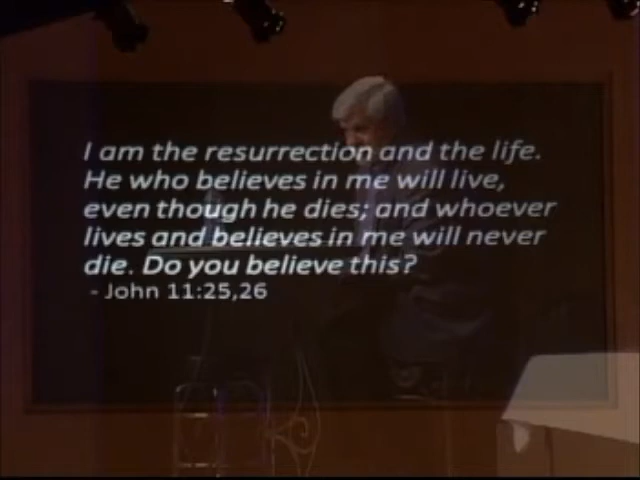 I am the resurrection and the life.
He who believes in me will live,
even though he dies; and whoever
lives and believes in me will never
die. Do you believe this?
- John 11:25,26